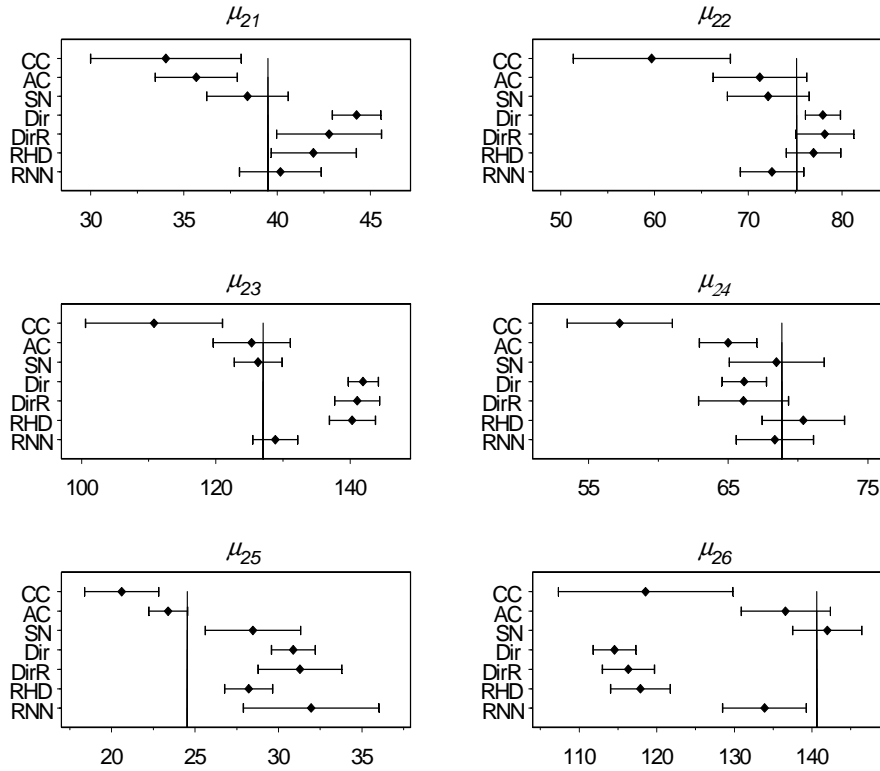 μ21
CC
AC
SN
Dir
DirR
RHD
RNN
30 35 40 45
μ22
CC
AC
SN
Dir
DirR
RHD
RNN
50 60 70 80
μ23
CC
AC
SN
Dir
DirR
RHD
RNN
100 120 140
μ24
CC
AC
SN
Dir
DirR
RHD
RNN
55 65 75
μ25
CC
AC
SN
Dir
DirR
RHD
RNN
20 25 30 35
μ26
CC
AC
SN
Dir
DirR
RHD
RNN
110 120 130 140